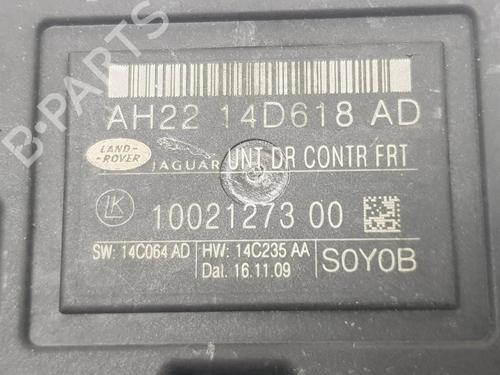 B-PARTS
AH22 14D618 AD
LAND-ROVER
JAGUAR UNT DR CONTR FRT
LK 10021273 00
SW: 14C064 AD HW: 14C235 AA
Dat. 16.11.09
S0Y0B